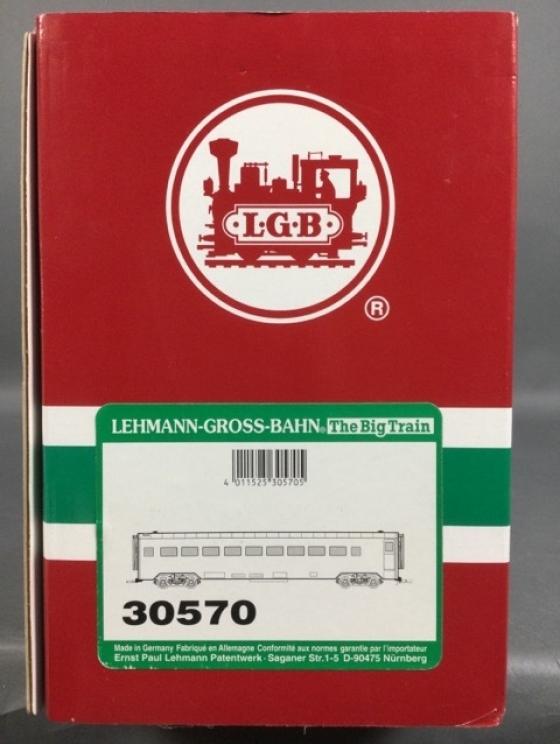 L·G·B
®
LEHMANN-GROSS-BAHN® The Big Train
4 011525 305705
30570
Made in Germany Fabriqué en Allemagne Conformité aux normes garantie par l'importateur
Ernst Paul Lehmann Patentwerk · Saganer Str.1-5 D-90475 Nürnberg